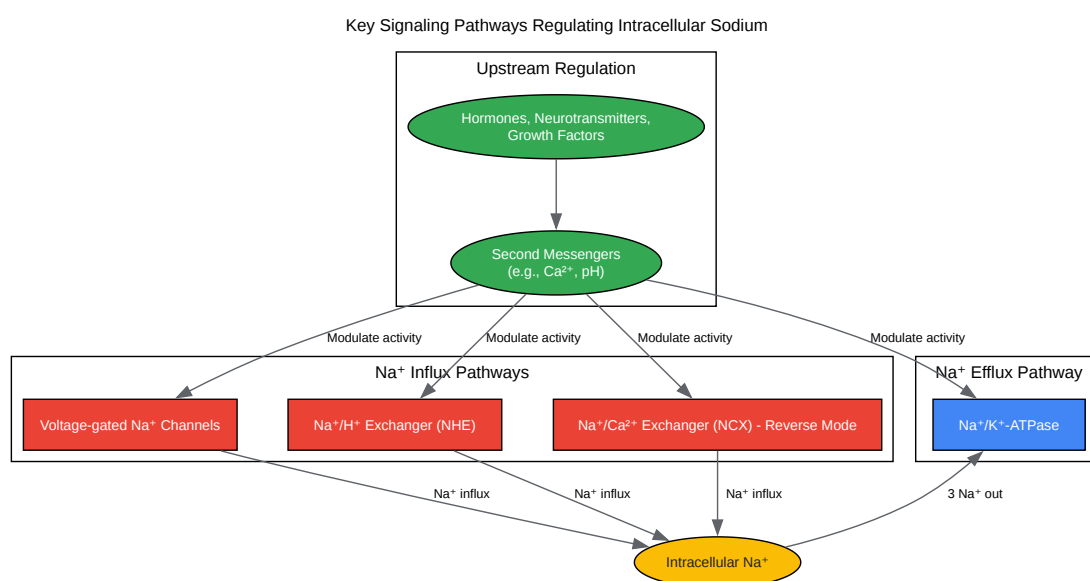 Key Signaling Pathways Regulating Intracellular Sodium
Upstream Regulation
Hormones, Neurotransmitters,
Growth Factors
Second Messengers
(e.g., Ca²⁺, pH)
Modulate activity
Modulate activity
Modulate activity
Modulate activity
Na⁺ Influx Pathways
Na⁺ Efflux Pathway
Voltage-gated Na⁺ Channels
Na⁺/H⁺ Exchanger (NHE)
Na⁺/Ca²⁺ Exchanger (NCX) - Reverse Mode
Na⁺/K⁺-ATPase
Na⁺ influx
Na⁺ influx
Na⁺ influx
3 Na⁺ out
Intracellular Na⁺